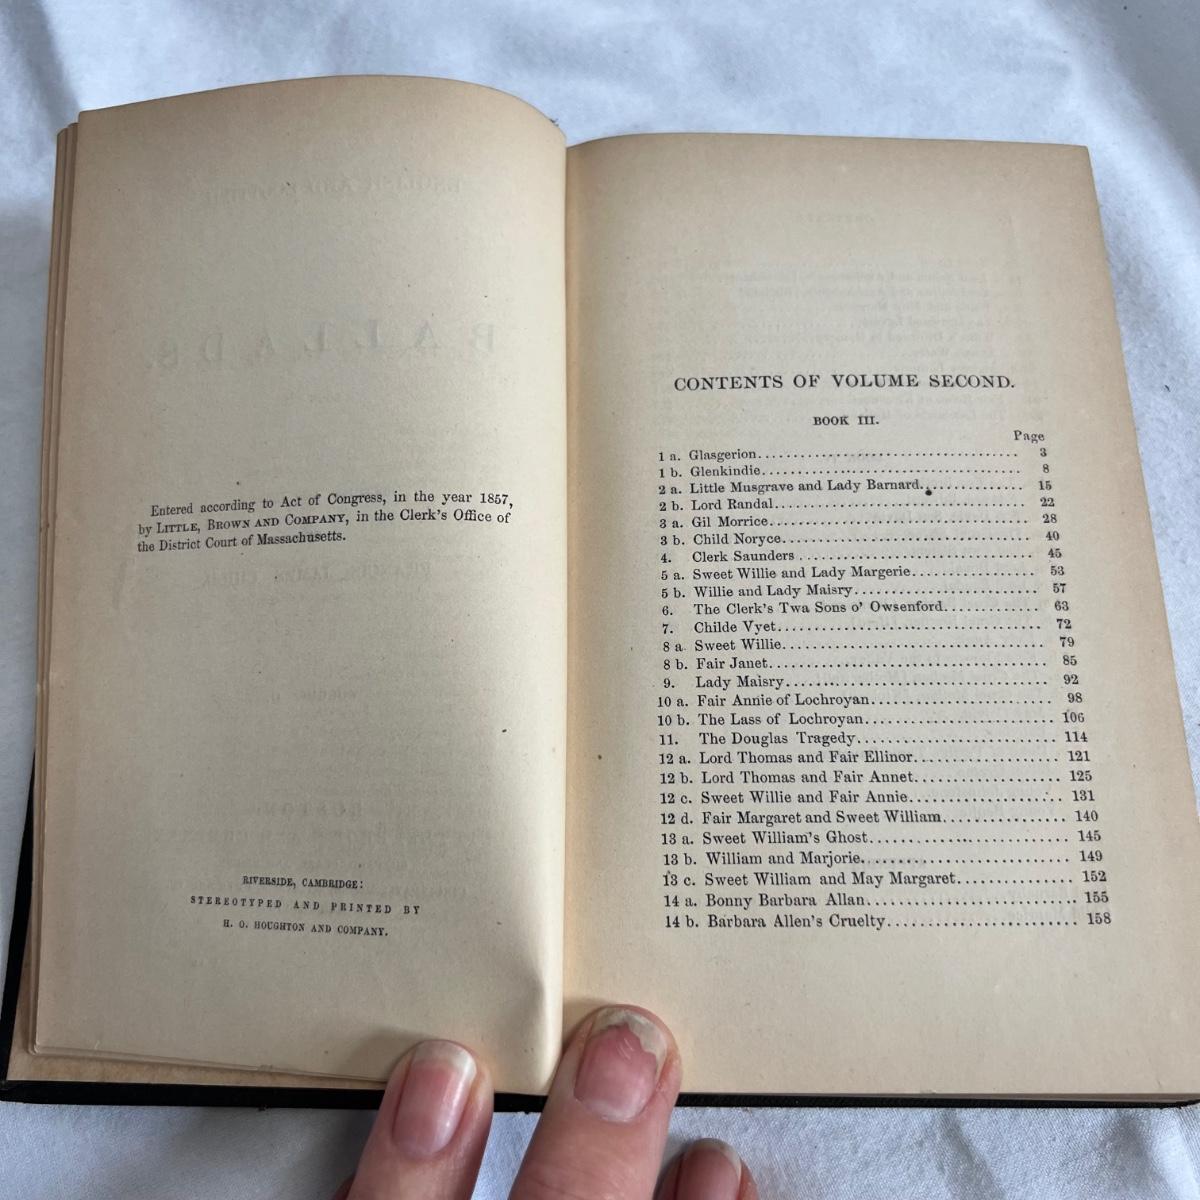 Entered according to Act of Congress, in the year 1857,
by LITTLE, BROWN AND COMPANY, in the Clerk's Office of
the District Court of Massachusetts.
RIVERSIDE, CAMBRIDGE:
STEREOTYPED AND PRINTED BY
H. O. HOUGHTON AND COMPANY.
CONTENTS OF VOLUME SECOND.
BOOK III.
Page
1 a. Glasgerion 3
1 b. Glenkindie 8
2 a. Little Musgrave and Lady Barnard 15
2 b. Lord Randal 22
3 a. Gil Morrice 28
3 b. Child Noryce 40
4. Clerk Saunders 45
5 a. Sweet Willie and Lady Margerie 53
5 b. Willie and Lady Maisry 57
6. The Clerk's Twa Sons o' Owsenford 63
7. Childe Vyet 72
8 a. Sweet Willie 79
8 b. Fair Janet 85
9. Lady Maisry 92
10 a. Fair Annie of Lochroyan 98
10 b. The Lass of Lochroyan 106
11. The Douglas Tragedy 114
12 a. Lord Thomas and Fair Ellinor 121
12 b. Lord Thomas and Fair Annet 125
12 c. Sweet Willie and Fair Annie 131
12 d. Fair Margaret and Sweet William 140
13 a. Sweet William's Ghost 145
13 b. William and Marjorie 149
13 c. Sweet William and May Margaret 152
14 a. Bonny Barbara Allan 155
14 b. Barbara Allen's Cruelty 158